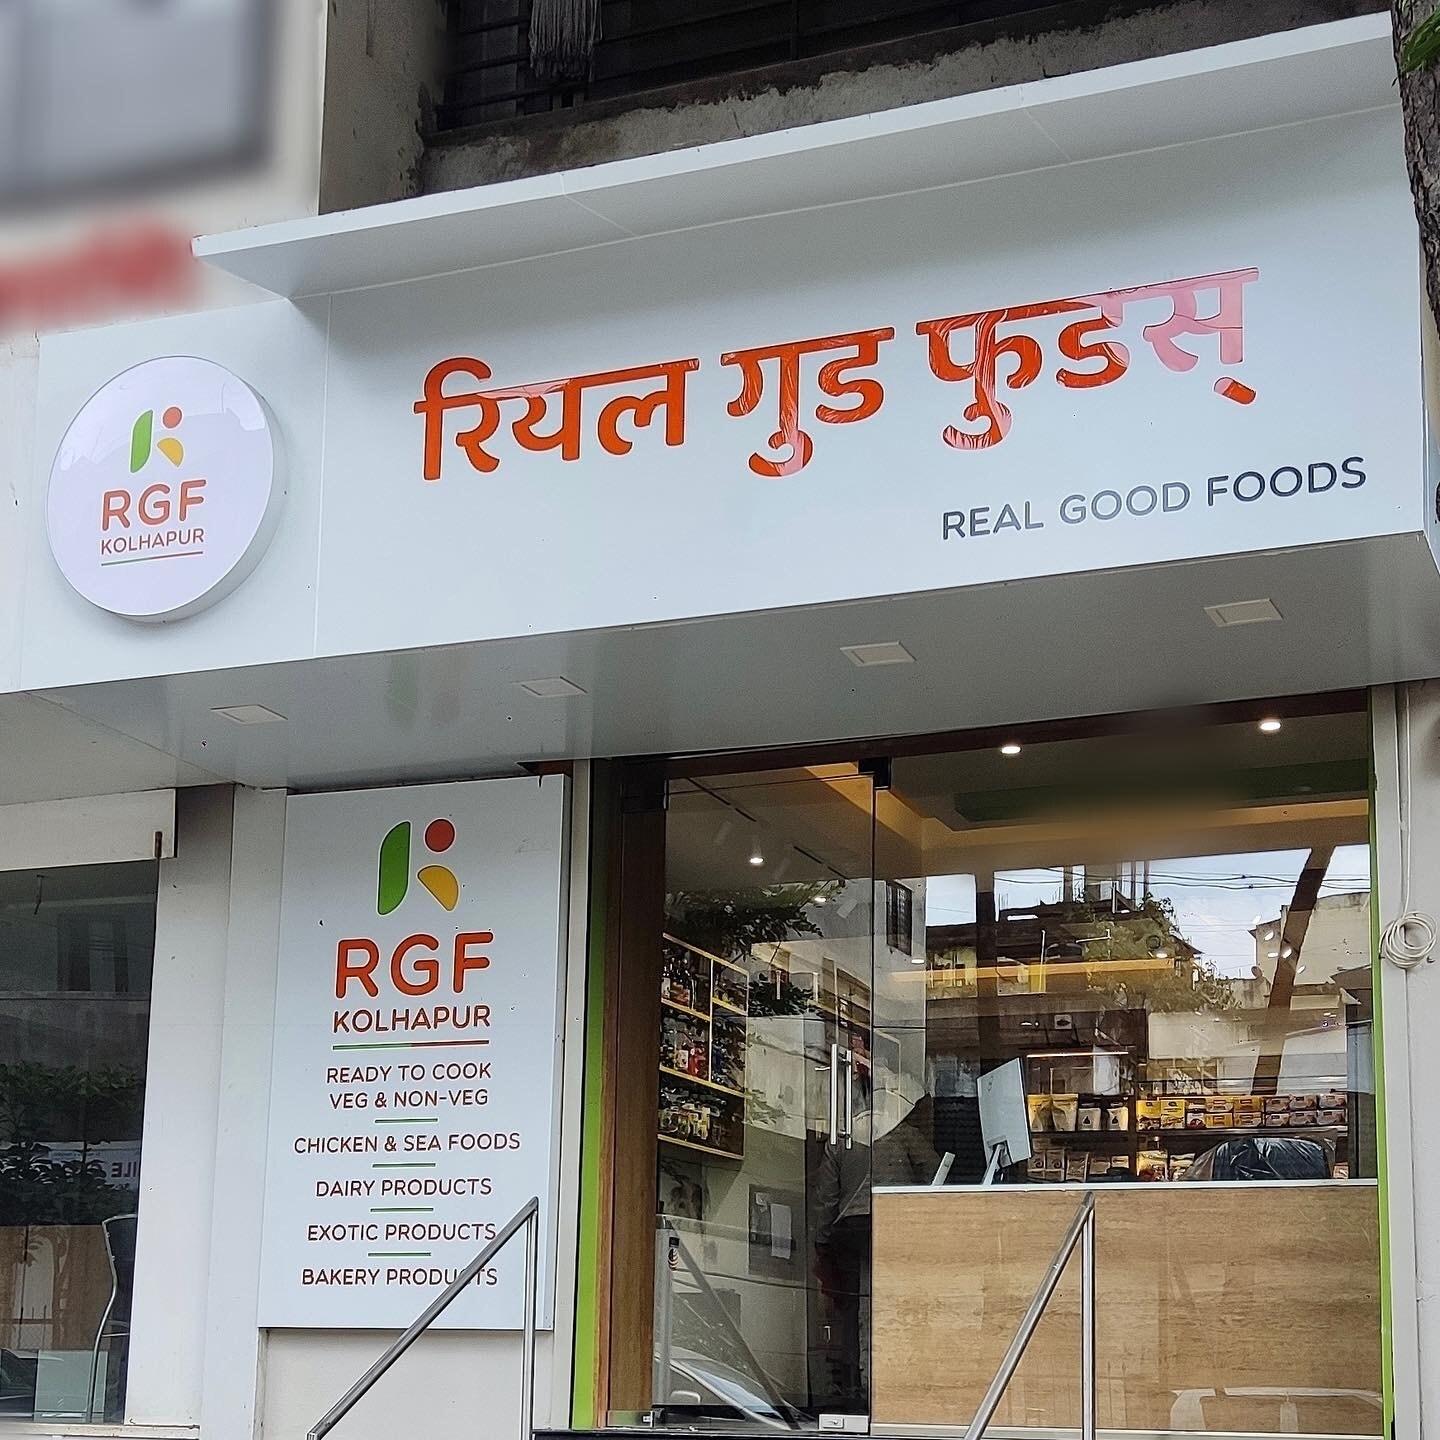 रियल गुड फुडस्
REAL GOOD FOODS
RGF
KOLHAPUR
RGF
KOLHAPUR
READY TO COOK
VEG & NON-VEG
CHICKEN & SEA FOODS
DAIRY PRODUCTS
EXOTIC PRODUCTS
BAKERY PRODUCTS